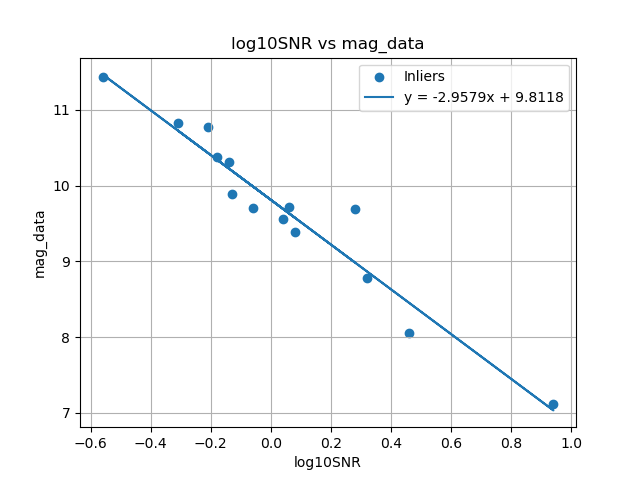 log10SNR vs mag_data
Inliers
y = -2.9579x + 9.8118
11
10
9
8
7
mag_data
−0.6 −0.4 −0.2 0.0 0.2 0.4 0.6 0.8 1.0
log10SNR